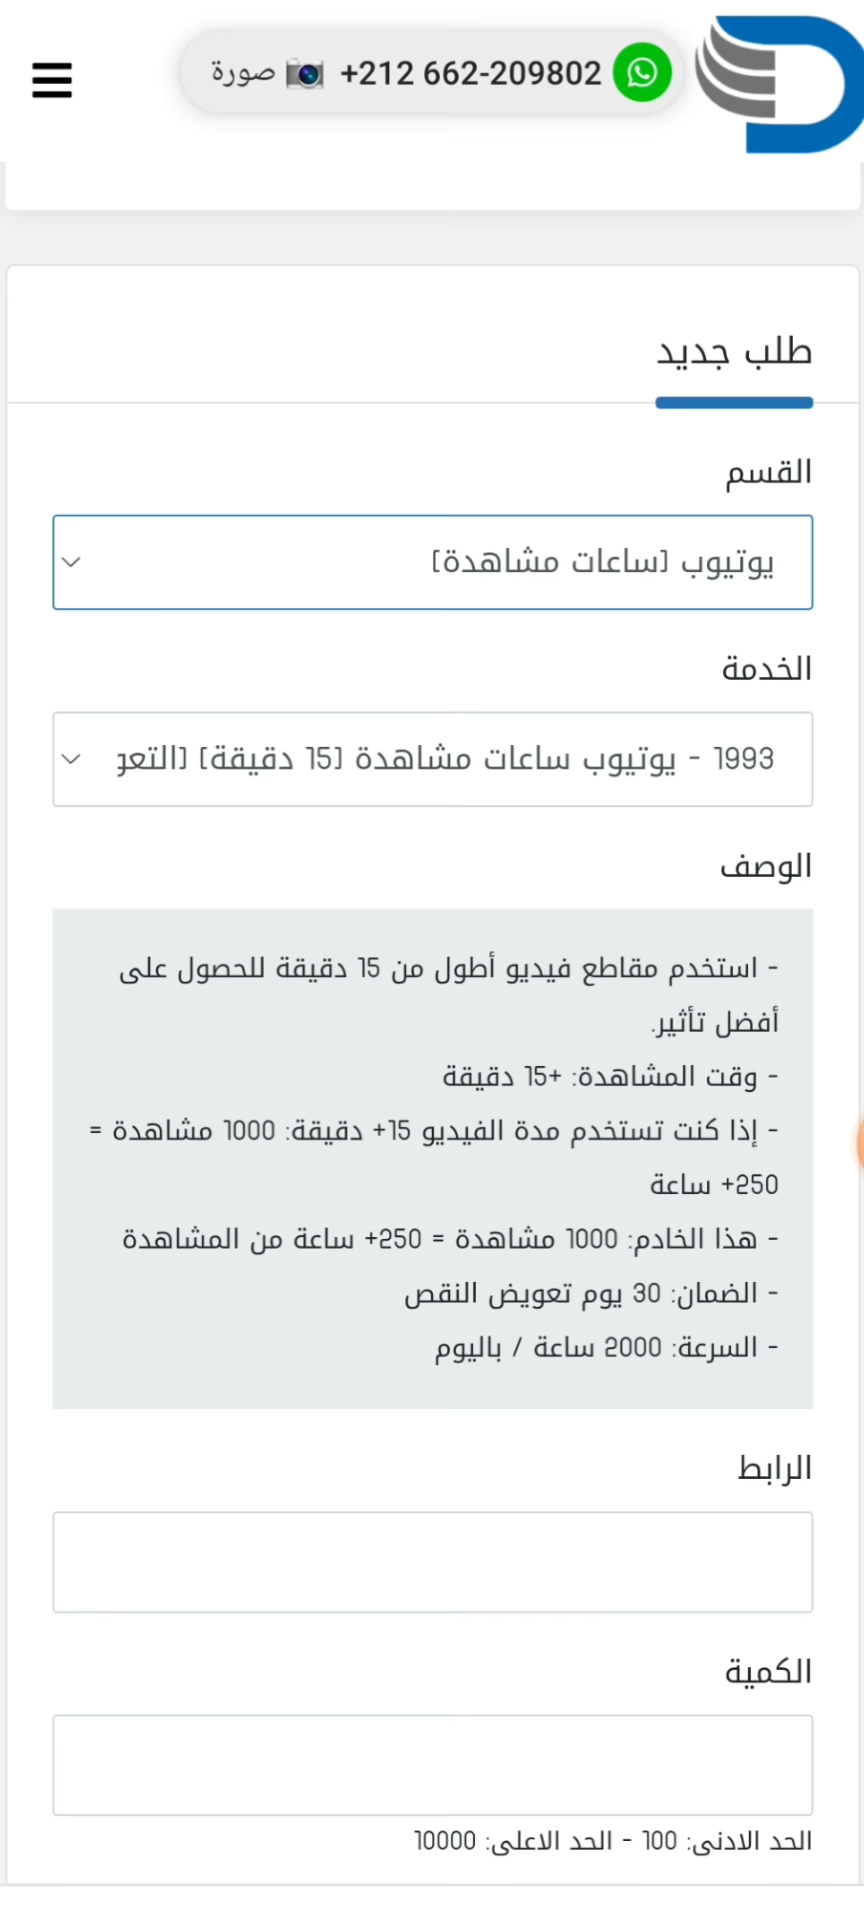 +212 662-209802 📷 صورة
طلب جديد
القسم
يوتيوب [ساعات مشاهدة]
الخدمة
1993 - يوتيوب ساعات مشاهدة [15 دقيقة] [التعو
الوصف
- استخدم مقاطع فيديو أطول من 15 دقيقة للحصول على
أفضل تأثير.
- وقت المشاهدة: +15 دقيقة
- إذا كنت تستخدم مدة الفيديو 15+ دقيقة: 1000 مشاهدة =
250+ ساعة
- هذا الخادم: 1000 مشاهدة = 250+ ساعة من المشاهدة
- الضمان: 30 يوم تعويض النقص
- السرعة: 2000 ساعة / باليوم
الرابط
الكمية
الحد الادنى: 100 - الحد الاعلى: 10000